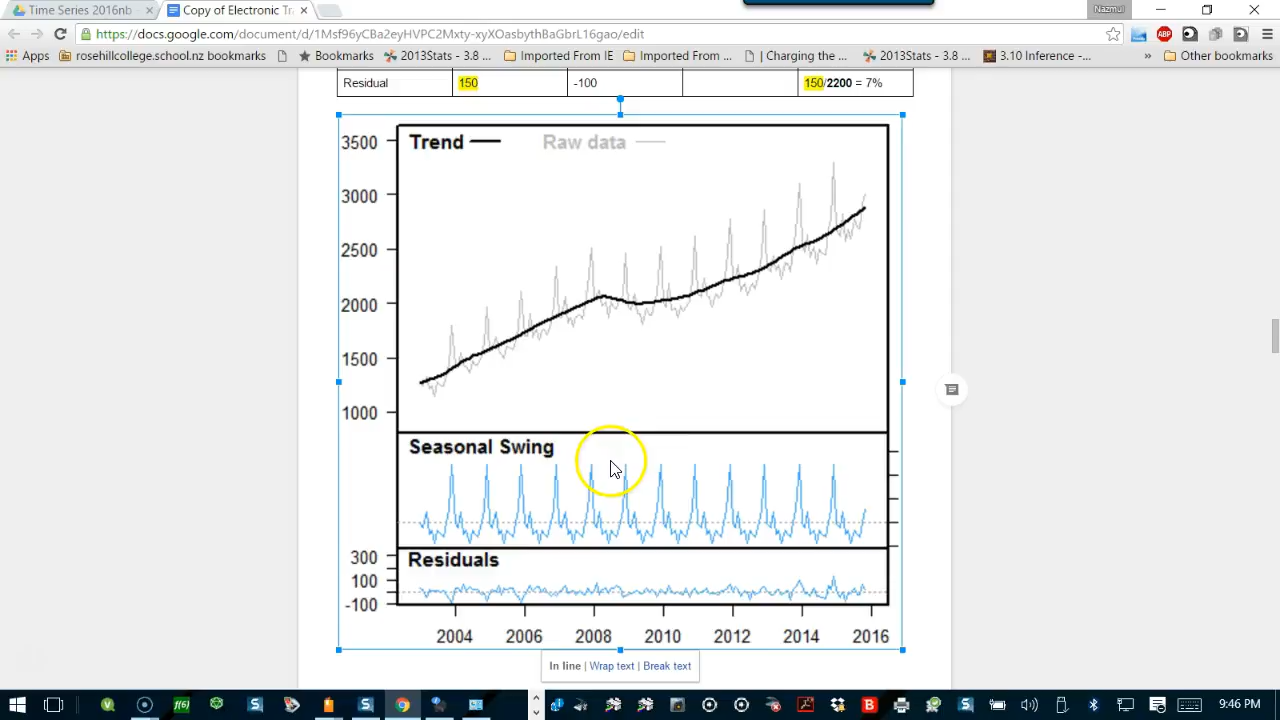 Time Series 2016nb
Copy of Electronic Tr
Nazmul
https://docs.google.com/document/d/1Msf96yCBa2eyHVPC2Mxty-xyXOasbythBaGbrL16gao/edit
Apps
rosehillcollege.school.nz bookmarks
Bookmarks
2013Stats - 3.8 ...
Imported From IE
Imported From ...
| Charging the ...
2013Stats - 3.8 ...
3.10 Inference -...
»
Other bookmarks
Residual 150 -100 150/2200 = 7%
Trend Raw data
3500
3000
2500
2000
1500
1000
Seasonal Swing
Residuals
300
100
-100
2004 2006 2008 2010 2012 2014 2016
In line | Wrap text | Break text
9:46 PM